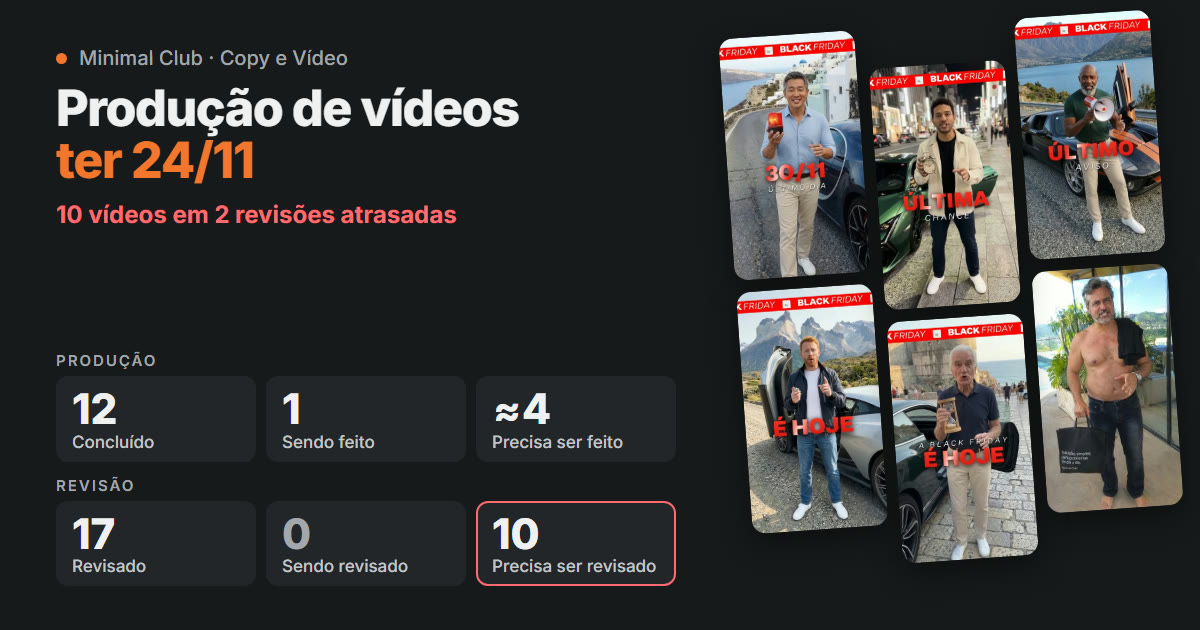 Minimal Club · Copy e Vídeo
Produção de vídeos
ter 24/11
10 vídeos em 2 revisões atrasadas
PRODUÇÃO
12
Concluído
1
Sendo feito
≈4
Precisa ser feito
REVISÃO
17
Revisado
0
Sendo revisado
10
Precisa ser revisado
K FRIDAY BLACK FRIDAY
30/11
ÚLTIMO DIA
K FRIDAY BLACK FRIDAY
ÚLTIMA
CHANCE
K FRIDAY BLACK FRIDAY
ÚLTIMO
AVISO
K FRIDAY BLACK FRIDAY
É HOJE
K FRIDAY BLACK FRIDAY
A BLACK FRIDAY
É HOJE